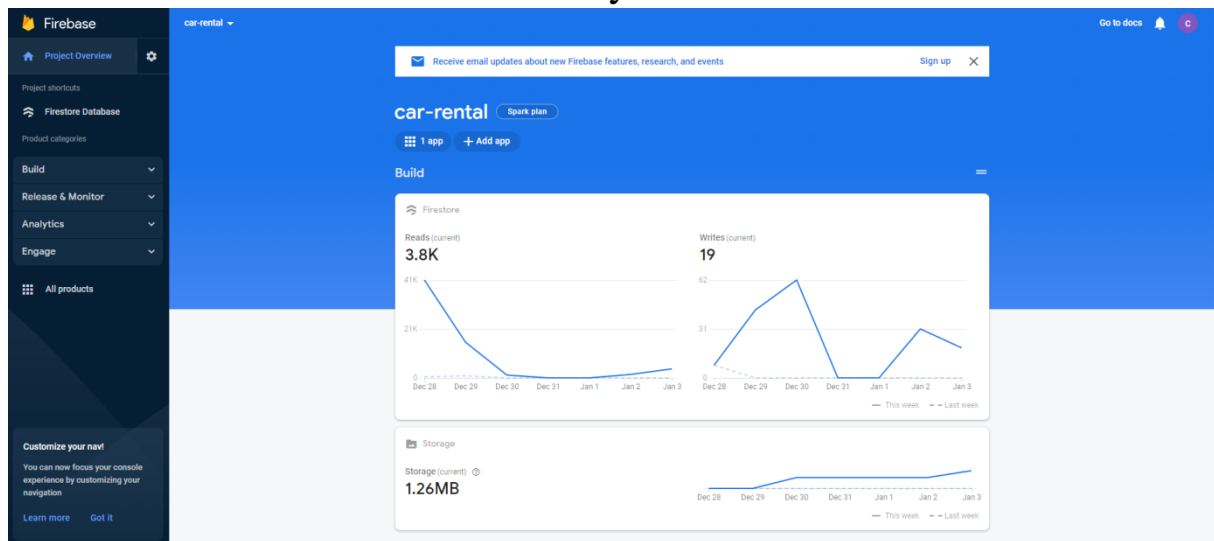 Firebase
car-rental
Go to docs
C
Project Overview
Receive email updates about new Firebase features, research, and events
Sign up
Project shortcuts
Firestore Database
car-rental
Spark plan
Product categories
1 app
Add app
Build
Build
Release & Monitor
Analytics
Engage
All products
Firestore
Reads (current)
3.8K
41K
21K
0
Dec 28 Dec 29 Dec 30 Dec 31 Jan 1 Jan 2 Jan 3
Writes (current)
19
62
31
0
Dec 28 Dec 29 Dec 30 Dec 31 Jan 1 Jan 2 Jan 3
This week Last week
Storage
Storage (current)
1.26MB
Dec 28 Dec 29 Dec 30 Dec 31 Jan 1 Jan 2 Jan 3
This week Last week
Customize your nav!
You can now focus your console
experience by customizing your
navigation
Learn more Got it